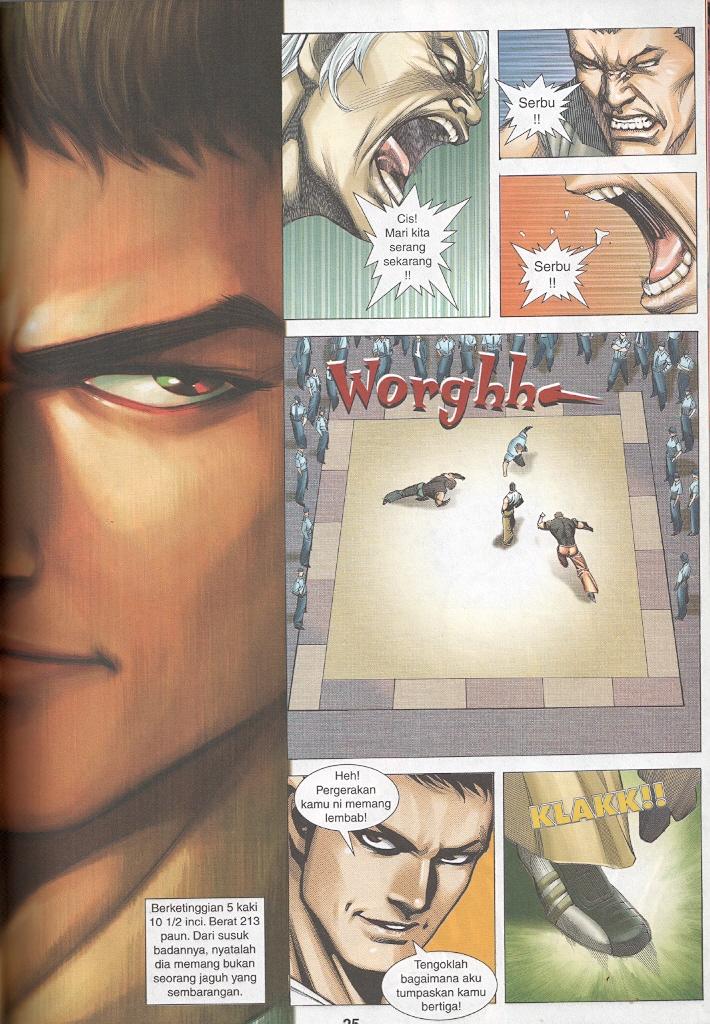 Cis!
Mari kita
serang
sekarang
!!
Serbu
!!
Serbu
!!
Worghh
Heh!
Pergerakan
kamu ni memang
lembab!
Tengoklah
bagaimana aku
tumpaskan kamu
bertiga!
KLAKK!!
Berketinggian 5 kaki
10 1/2 inci. Berat 213
paun. Dari susuk
badannya, nyatalah
dia memang bukan
seorang jaguh yang
sembarangan.
25